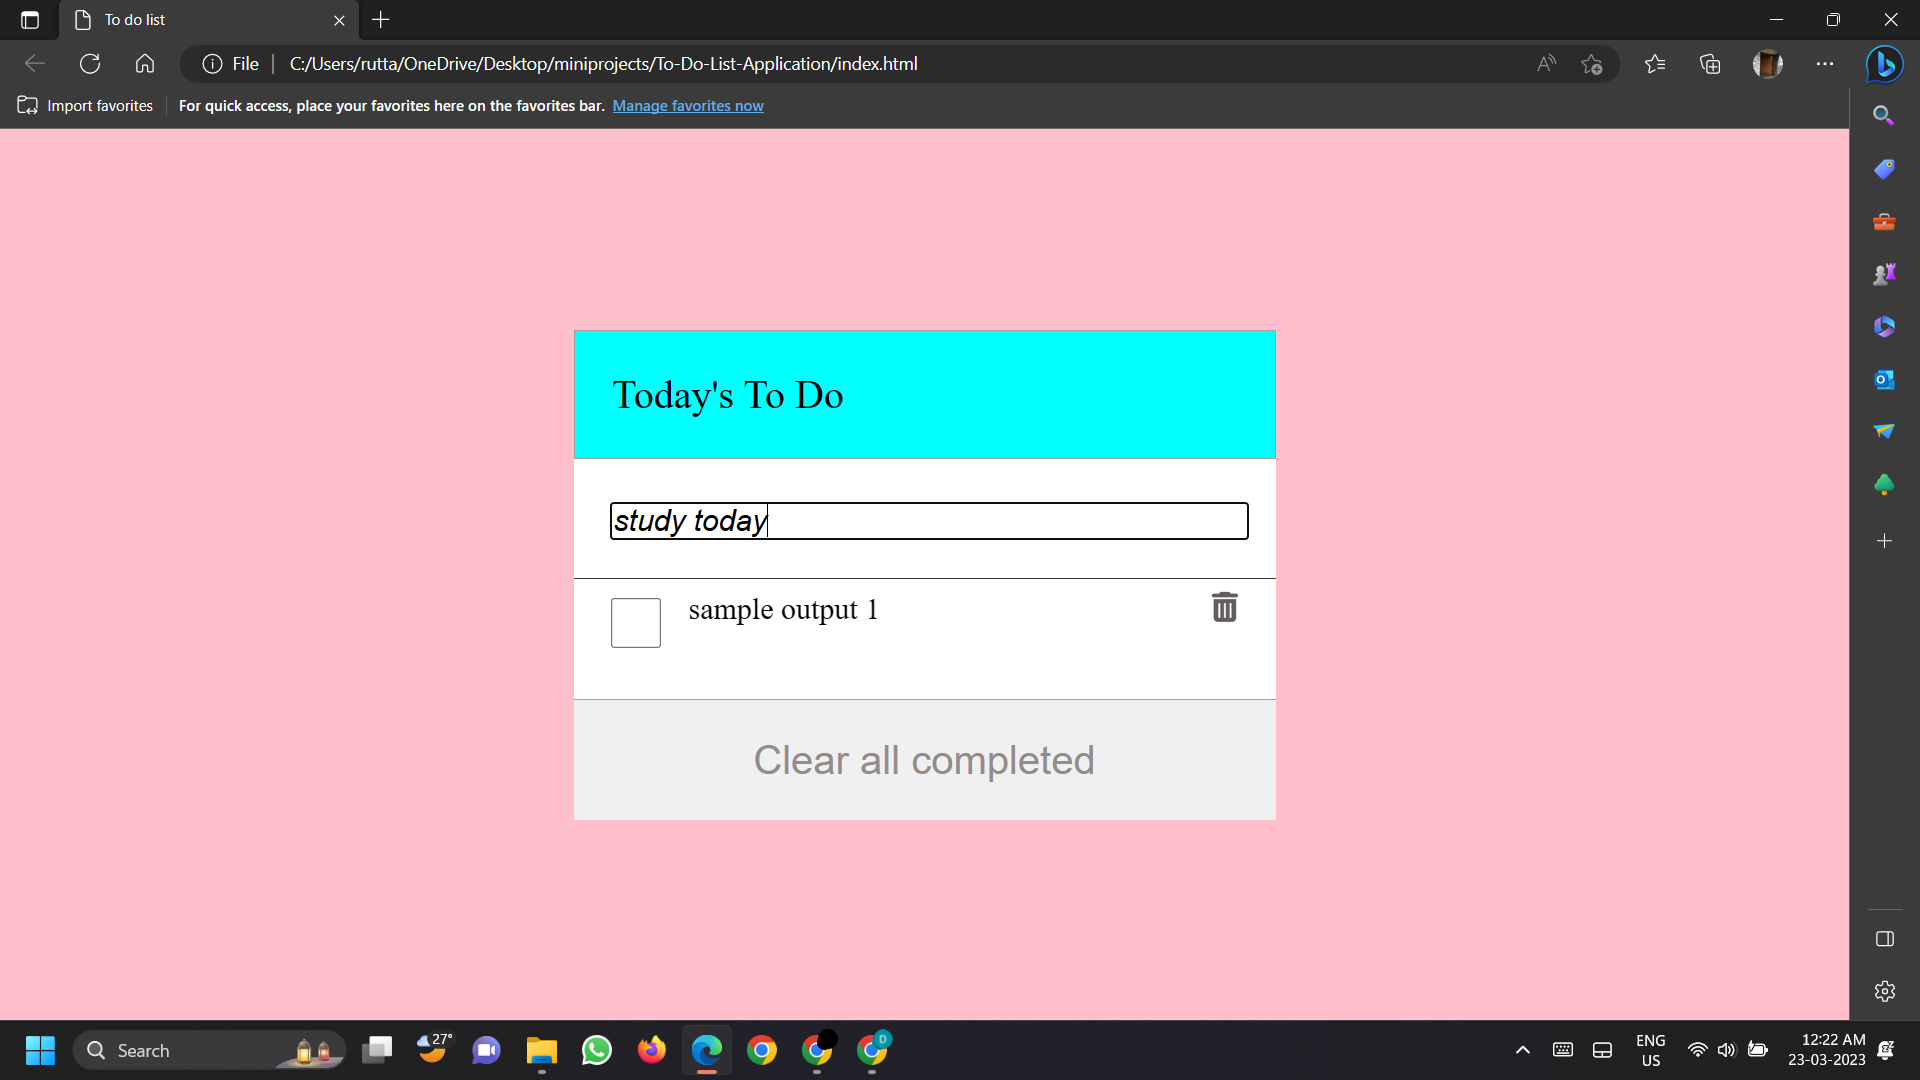 To do list
File
C:/Users/rutta/OneDrive/Desktop/miniprojects/To-Do-List-Application/index.html
Import favorites
For quick access, place your favorites here on the favorites bar. Manage favorites now
Today's To Do
study today
sample output 1
Clear all completed
Search
27°
D
ENG
US
12:22 AM
23-03-2023